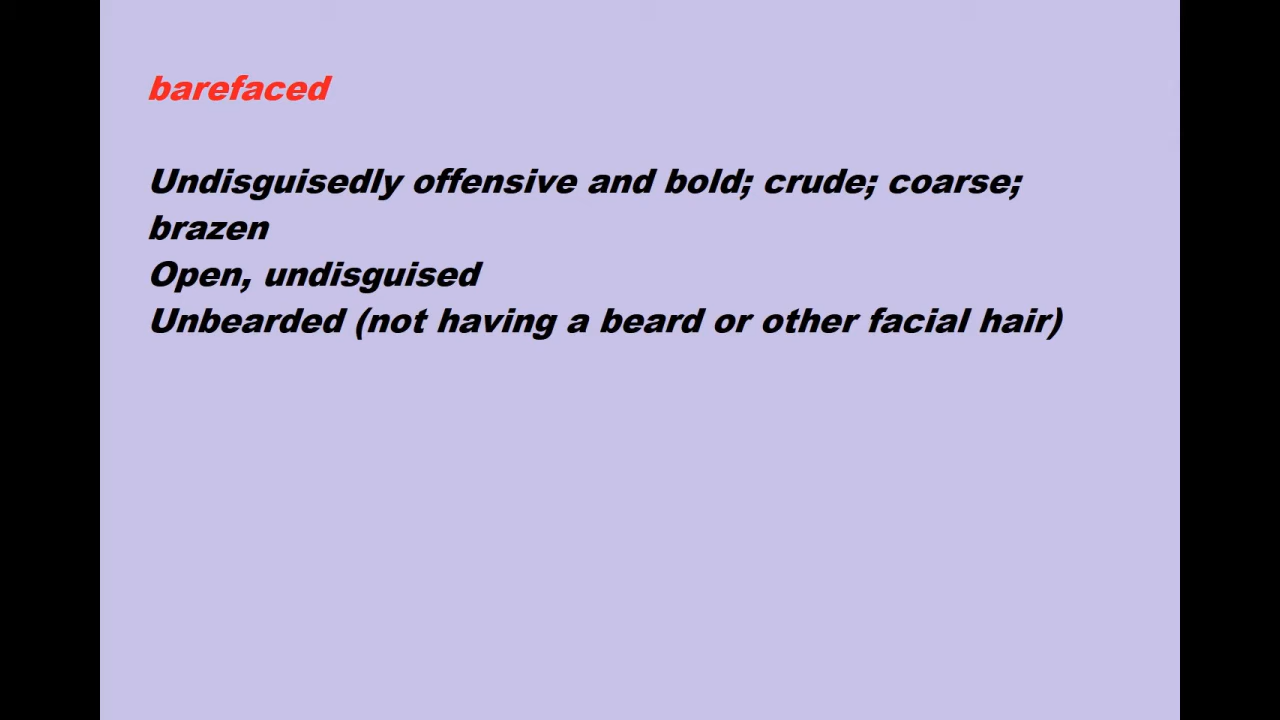 barefaced
Undisguisedly offensive and bold; crude; coarse;
brazen
Open, undisguised
Unbearded (not having a beard or other facial hair)